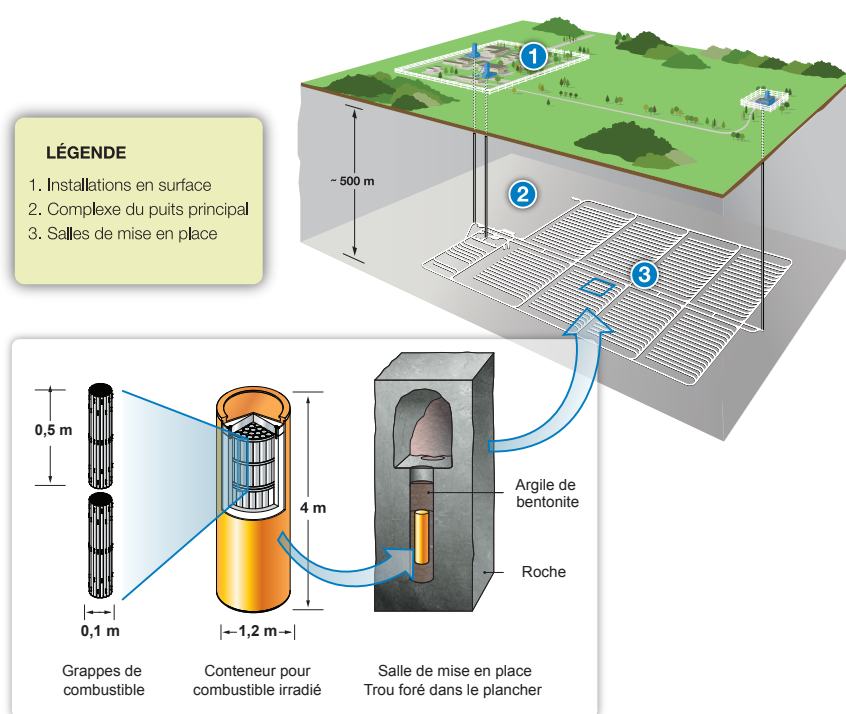 LÉGENDE
1. Installations en surface
2. Complexe du puits principal
3. Salles de mise en place
1
~ 500 m
2
3
0,5 m
4 m
0,1 m
1,2 m
Argile de
bentonite
Roche
Grappes de
combustible
Conteneur pour
combustible irradié
Salle de mise en place
Trou foré dans le plancher